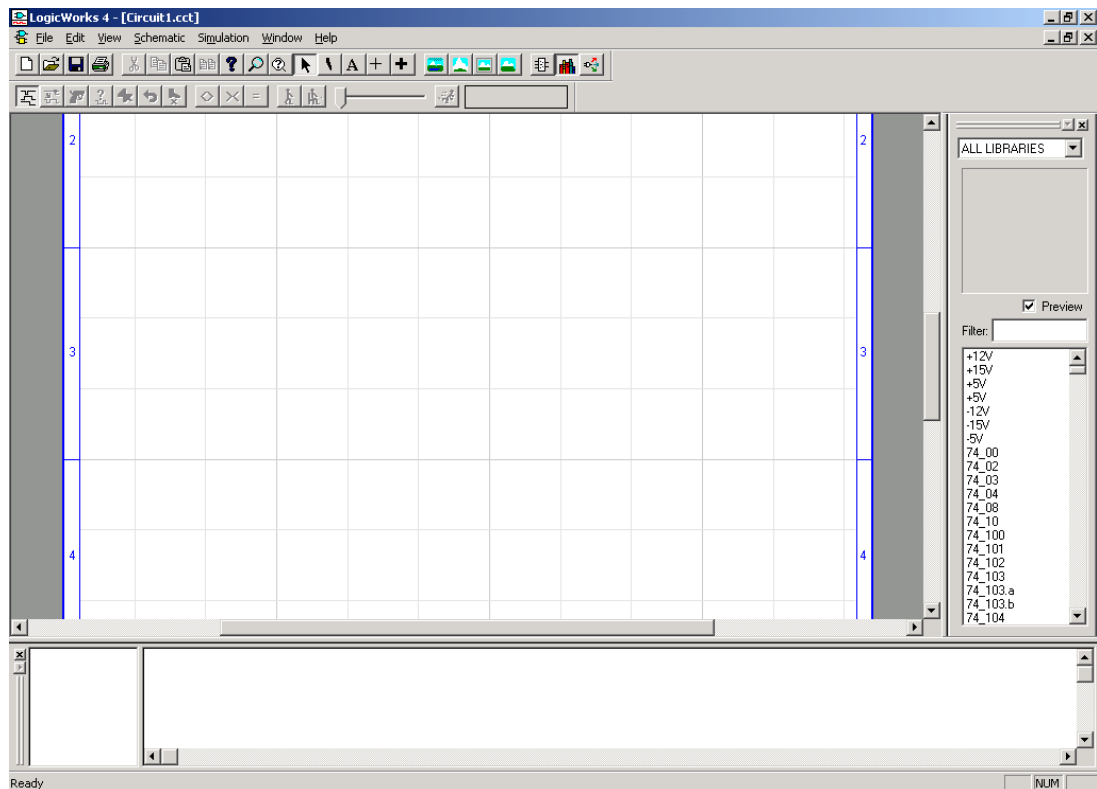 LogicWorks 4 - [Circuit1.cct]
File Edit View Schematic Simulation Window Help
A
2 2
3 3
4 4
ALL LIBRARIES
Preview
Filter:
+12V
+15V
+5V
+5V
-12V
-15V
-5V
74_00
74_02
74_03
74_04
74_08
74_10
74_100
74_101
74_102
74_103
74_103.a
74_103.b
74_104
Ready
NUM